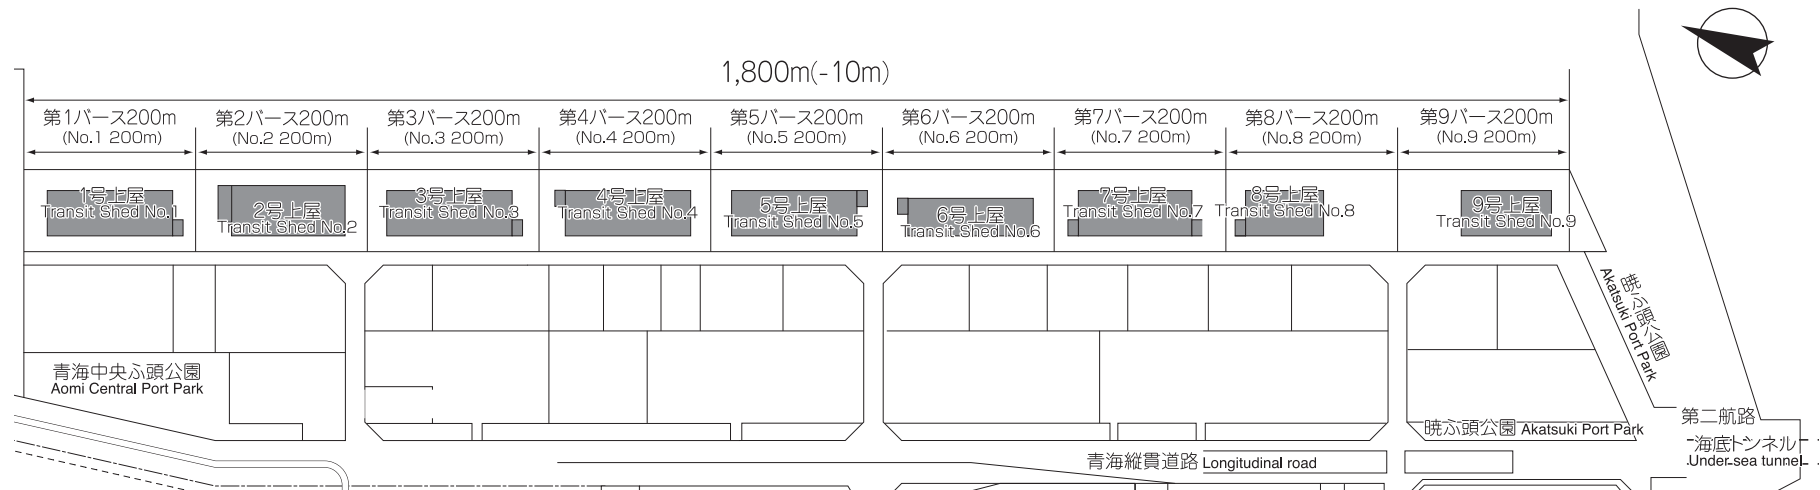 1,800m(-10m)
第1バース200m
(No.1 200m)
第2バース200m
(No.2 200m)
第3バース200m
(No.3 200m)
第4バース200m
(No.4 200m)
第5バース200m
(No.5 200m)
第6バース200m
(No.6 200m)
第7バース200m
(No.7 200m)
第8バース200m
(No.8 200m)
第9バース200m
(No.9 200m)
1号上屋
Transit Shed No.1
2号上屋
Transit Shed No.2
3号上屋
Transit Shed No.3
4号上屋
Transit Shed No.4
5号上屋
Transit Shed No.5
6号上屋
Transit Shed No.6
7号上屋
Transit Shed No.7
8号上屋
Transit Shed No.8
9号上屋
Transit Shed No.9
暁ふ頭公園
Akatsuki Port Park
青海中央ふ頭公園
Aomi Central Port Park
暁ふ頭公園 Akatsuki Port Park
第二航路
海底トンネル
Under-sea tunnel
青海縦貫道路 Longitudinal road